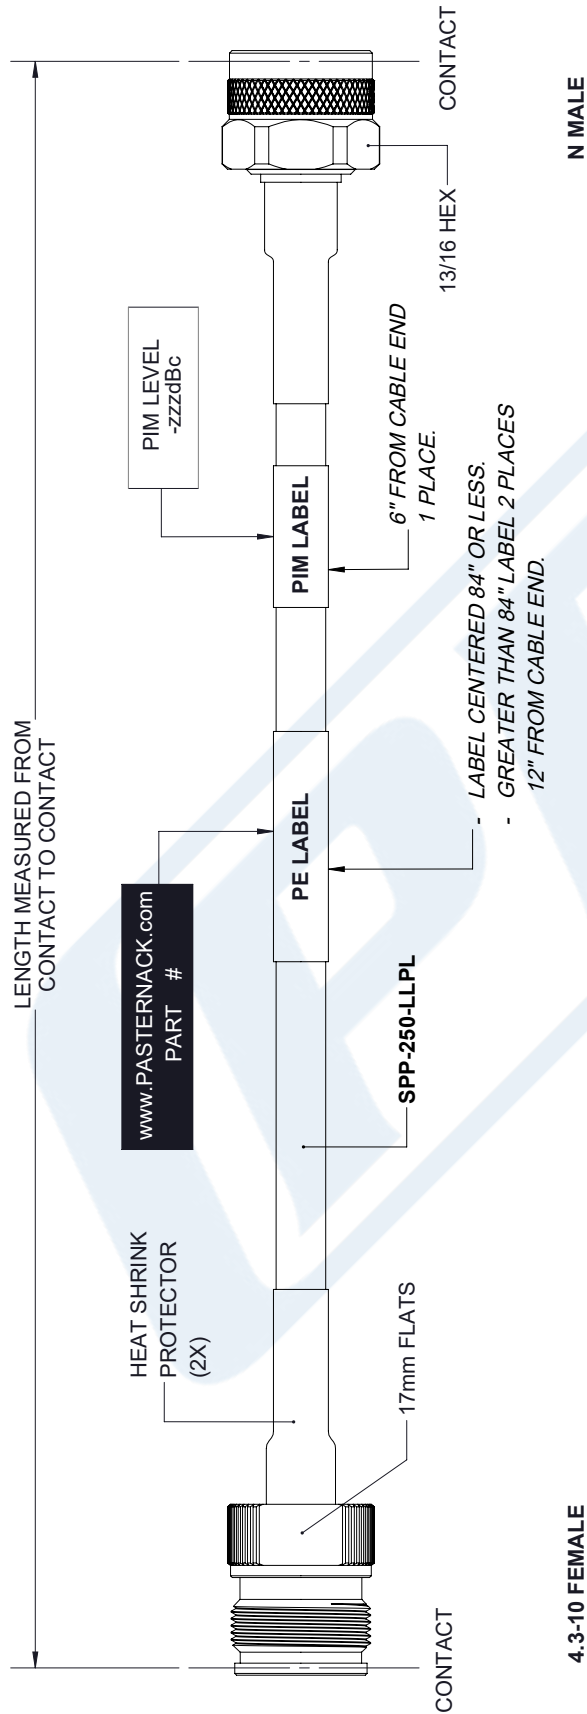 LENGTH MEASURED FROM
CONTACT TO CONTACT
www.PASTERNACK.com
PART #
PIM LEVEL
-zzzdBc
HEAT SHRINK
PROTECTOR
(2X)
PE LABEL
PIM LABEL
6" FROM CABLE END
1 PLACE.
- LABEL CENTERED 84" OR LESS.
- GREATER THAN 84" LABEL 2 PLACES
12" FROM CABLE END.
SPP-250-LLPL
17mm FLATS
13/16 HEX
CONTACT
CONTACT
4.3-10 FEMALE
N MALE